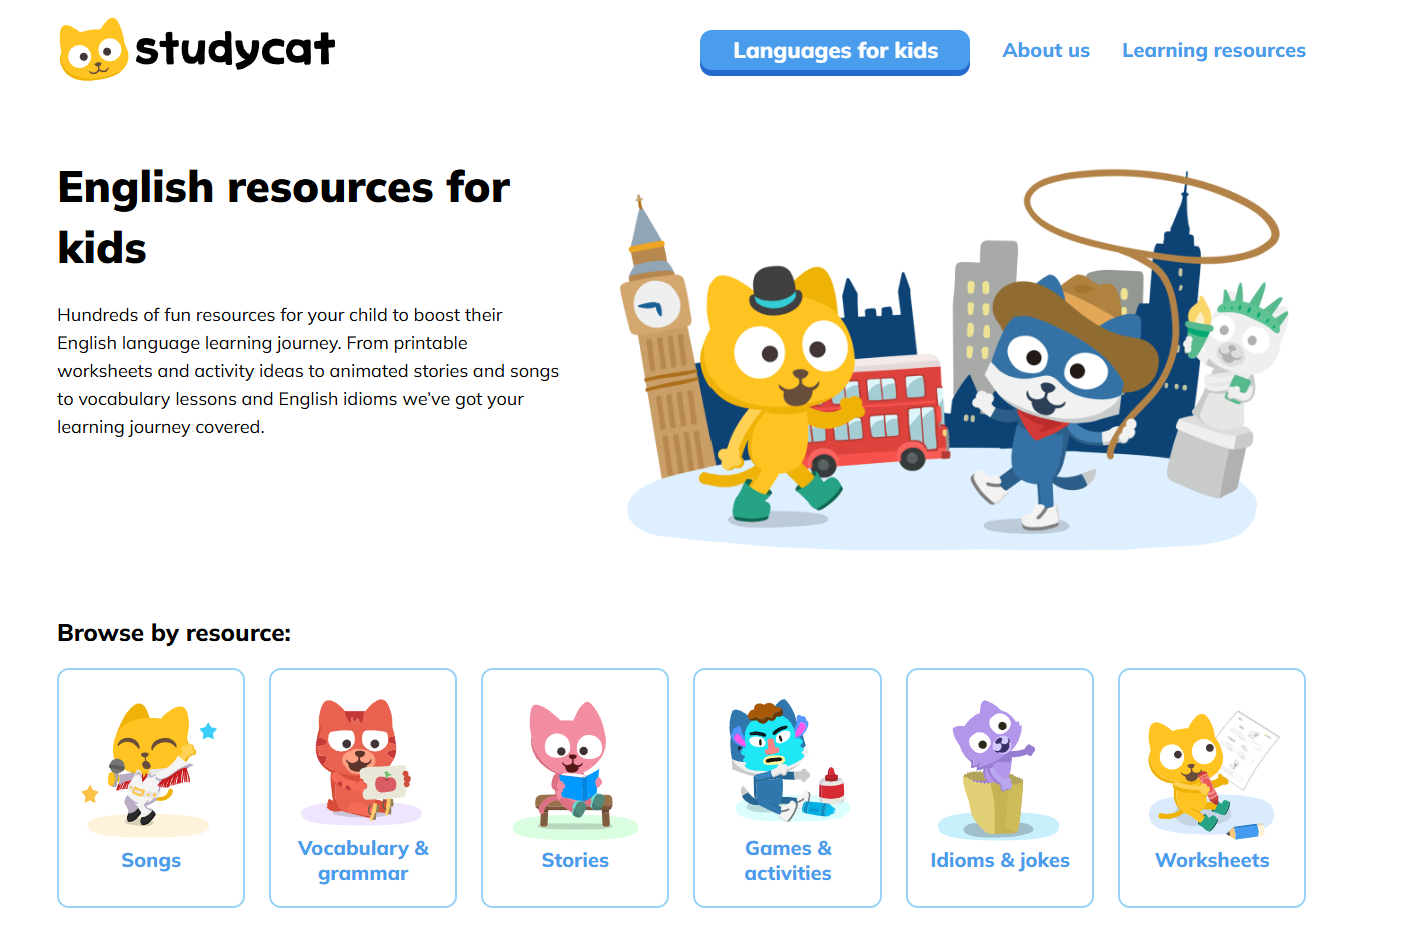 studycat
Languages for kids
About us
Learning resources
English resources for
kids
Hundreds of fun resources for your child to boost their
English language learning journey. From printable
worksheets and activity ideas to animated stories and songs
to vocabulary lessons and English idioms we’ve got your
learning journey covered.
Browse by resource:
Songs
Vocabulary &
grammar
Stories
Games &
activities
Idioms & jokes
Worksheets